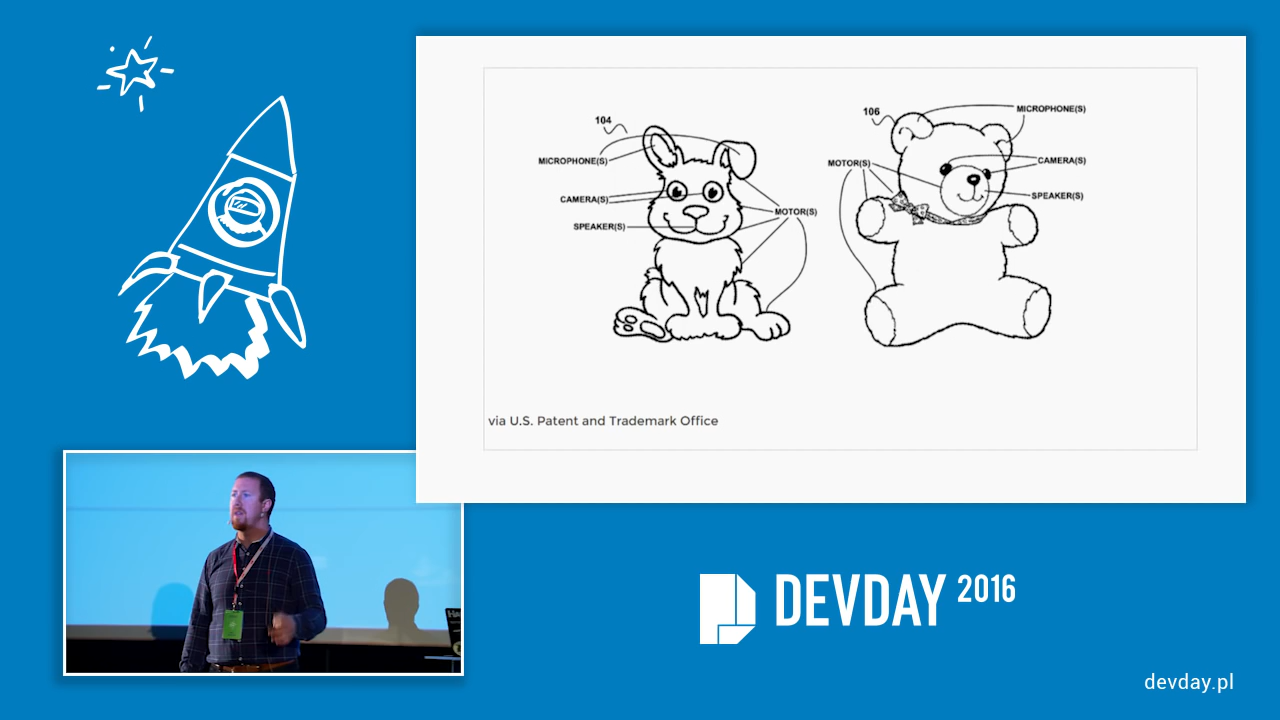 104
MICROPHONE(S)
CAMERA(S)
SPEAKER(S)
MOTOR(S)
106
MICROPHONE(S)
MOTOR(S)
CAMERA(S)
SPEAKER(S)
via U.S. Patent and Trademark Office
DEVDAY 2016
devday.pl